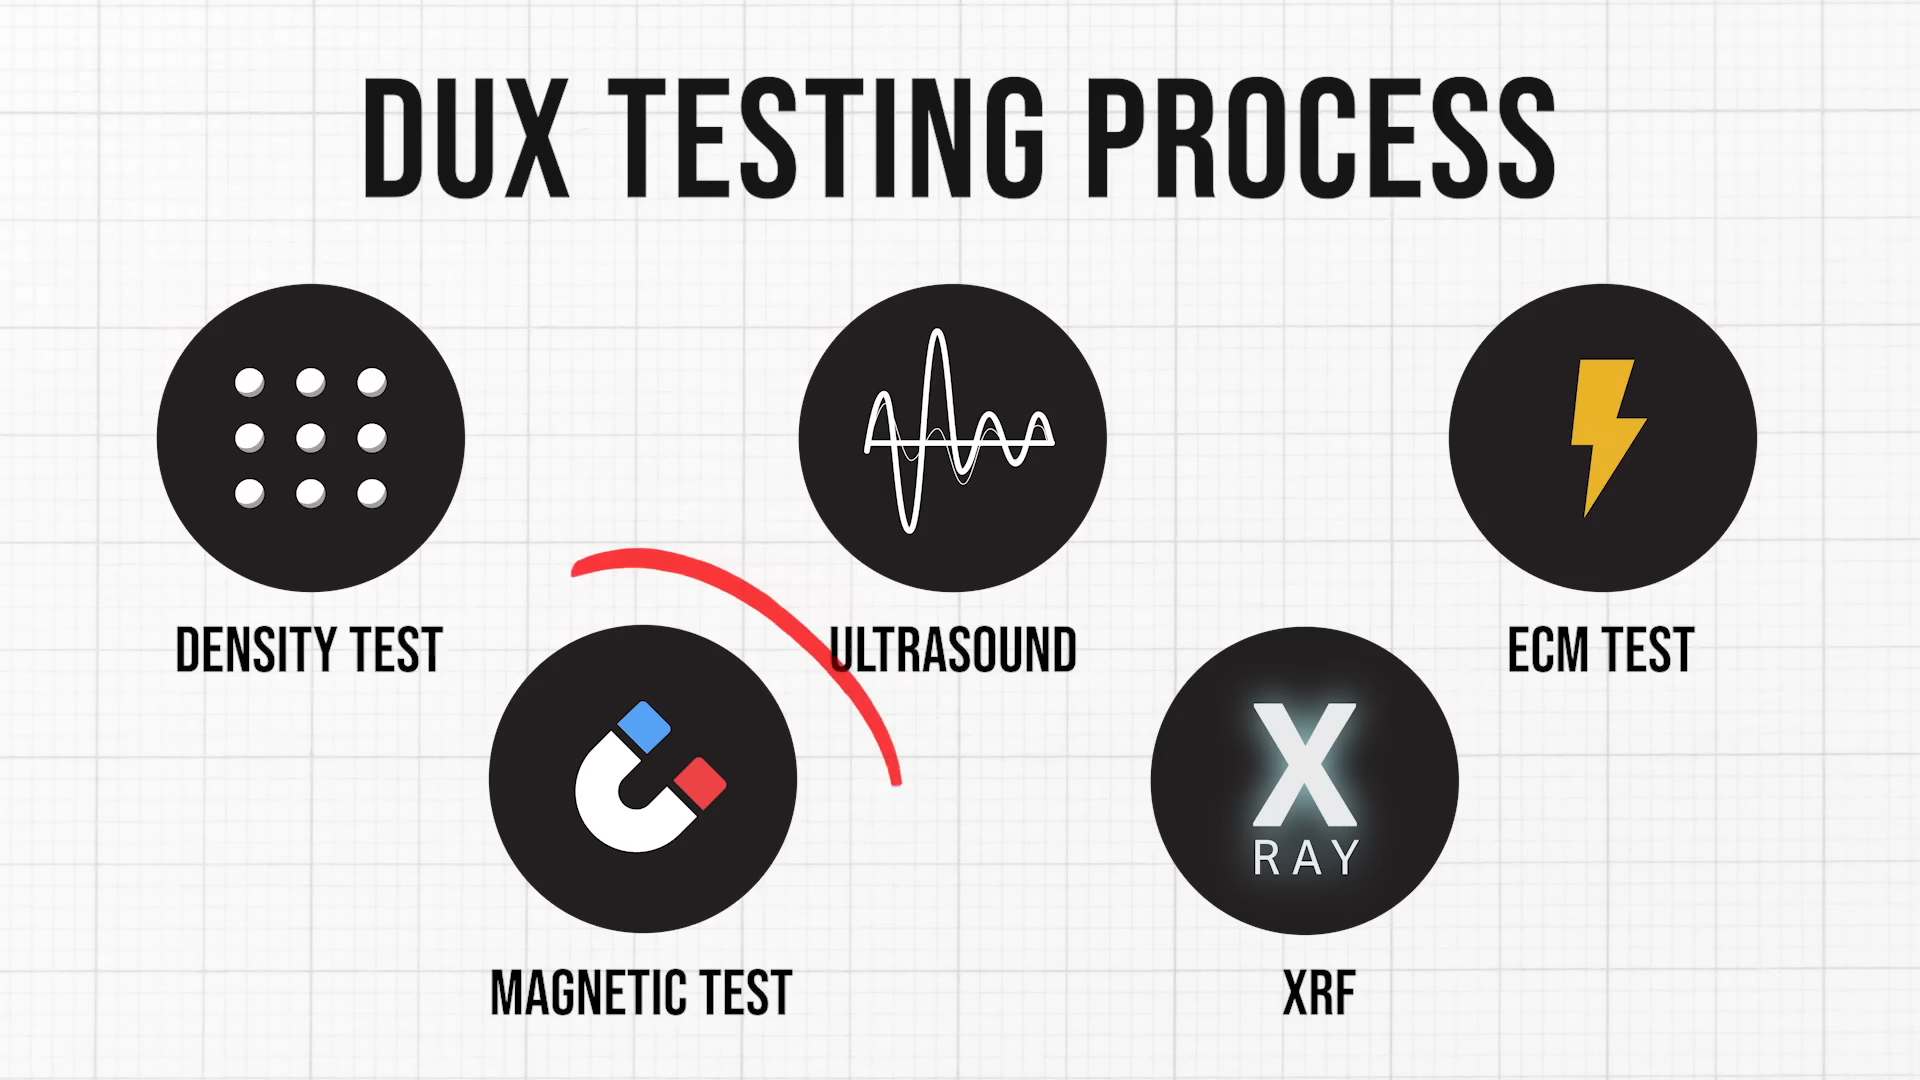 DUX TESTING PROCESS
DENSITY TEST
ULTRASOUND
ECM TEST
X
RAY
MAGNETIC TEST
XRF